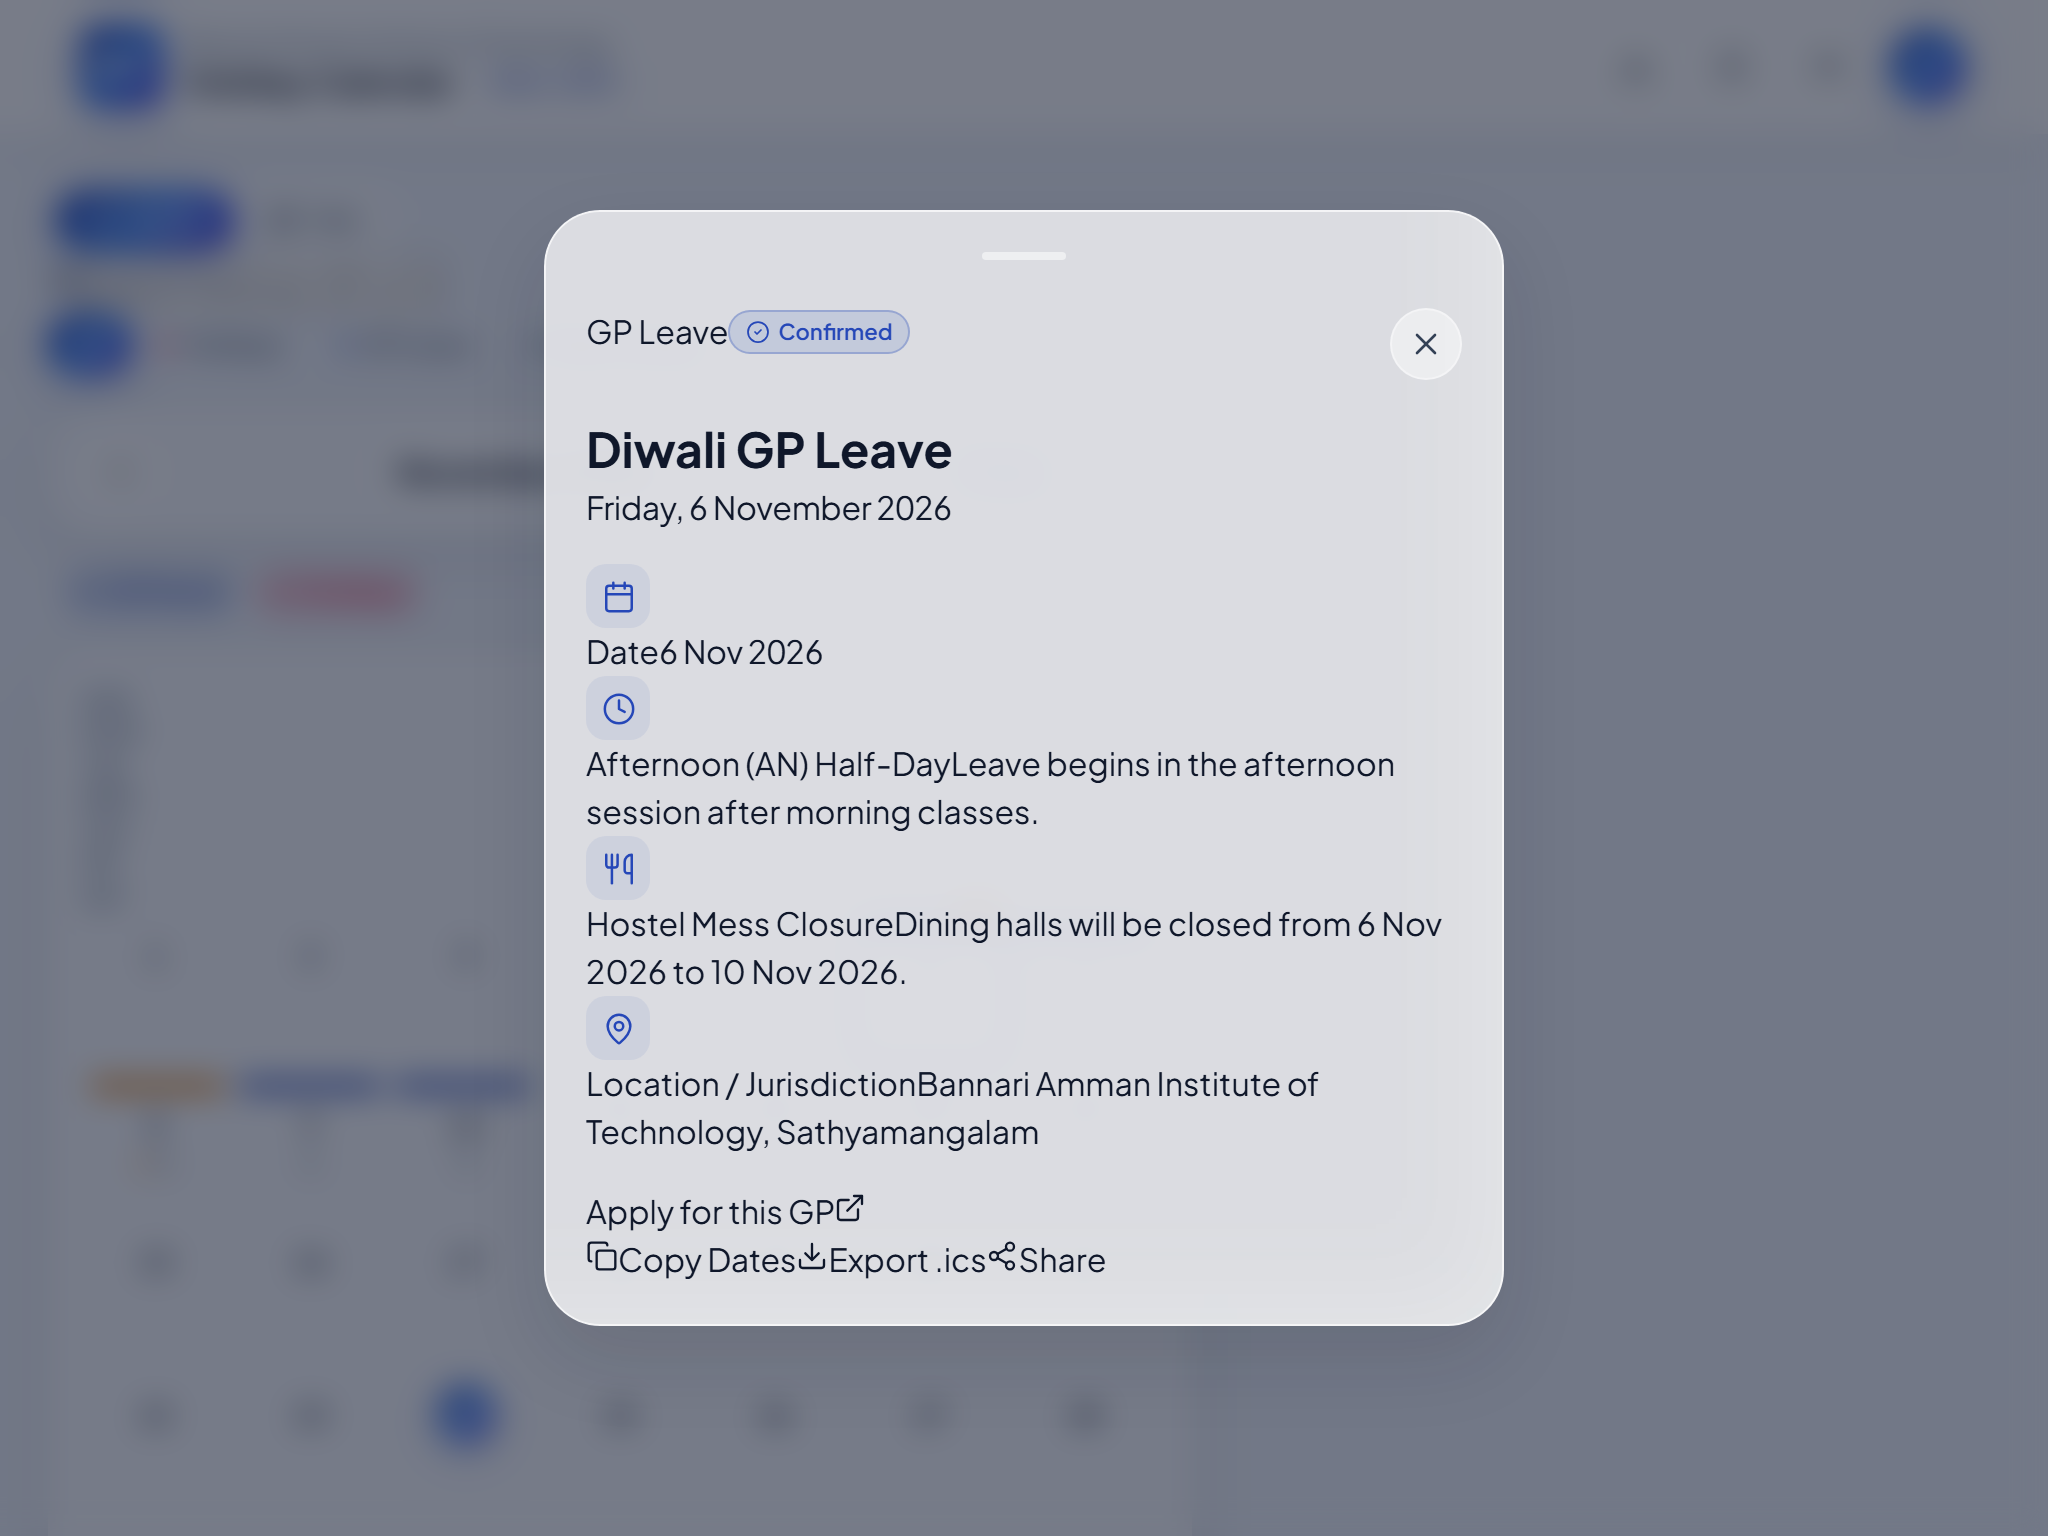 GP Leave Confirmed
Diwali GP Leave
Friday, 6 November 2026
Date6 Nov 2026
Afternoon (AN) Half-DayLeave begins in the afternoon
session after morning classes.
Hostel Mess ClosureDining halls will be closed from 6 Nov
2026 to 10 Nov 2026.
Location / JurisdictionBannari Amman Institute of
Technology, Sathyamangalam
Apply for this GP
Copy Dates Export .ics Share